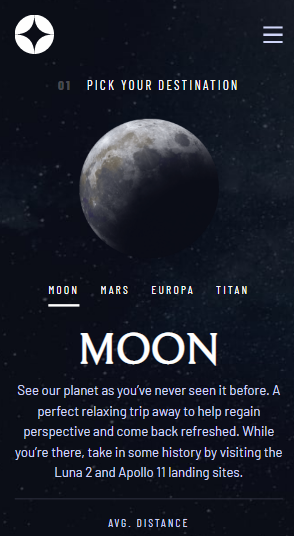 01 PICK YOUR DESTINATION
MOON MARS EUROPA TITAN
MOON
See our planet as you’ve never seen it before. A
perfect relaxing trip away to help regain
perspective and come back refreshed. While
you’re there, take in some history by visiting the
Luna 2 and Apollo 11 landing sites.
AVG. DISTANCE